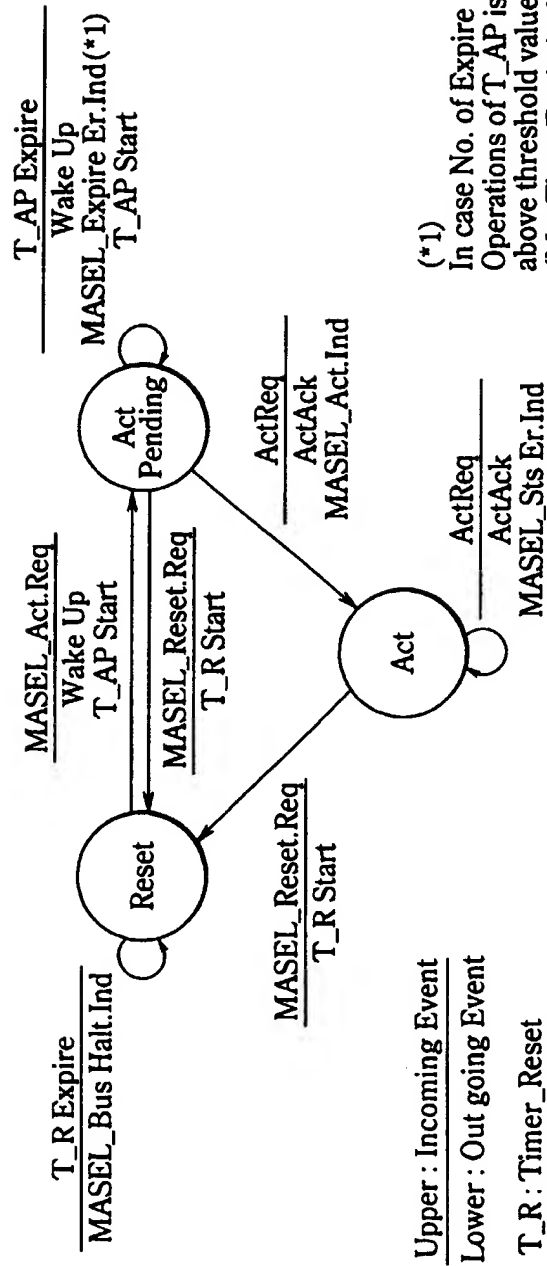 T_AP Expire
Wake Up
MASEL_Expire Er.Ind(*1)
T_AP Start
MASEL_Act.Req
Wake Up
T_AP Start
MASEL_Reset.Req
T_R Start
T_R Expire
MASEL_Bus Halt.Ind
Reset
Act
Pending
ActReq
ActAck
MASEL_Act.Ind
MASEL_Reset.Req
T_R Start
Act
ActReq
ActAck
MASEL_Sts Er.Ind
Upper : Incoming Event
Lower : Out going Event
T_R : Timer_Reset
(*1)
In case No. of Expire
Operations of T_AP is
above threshold value